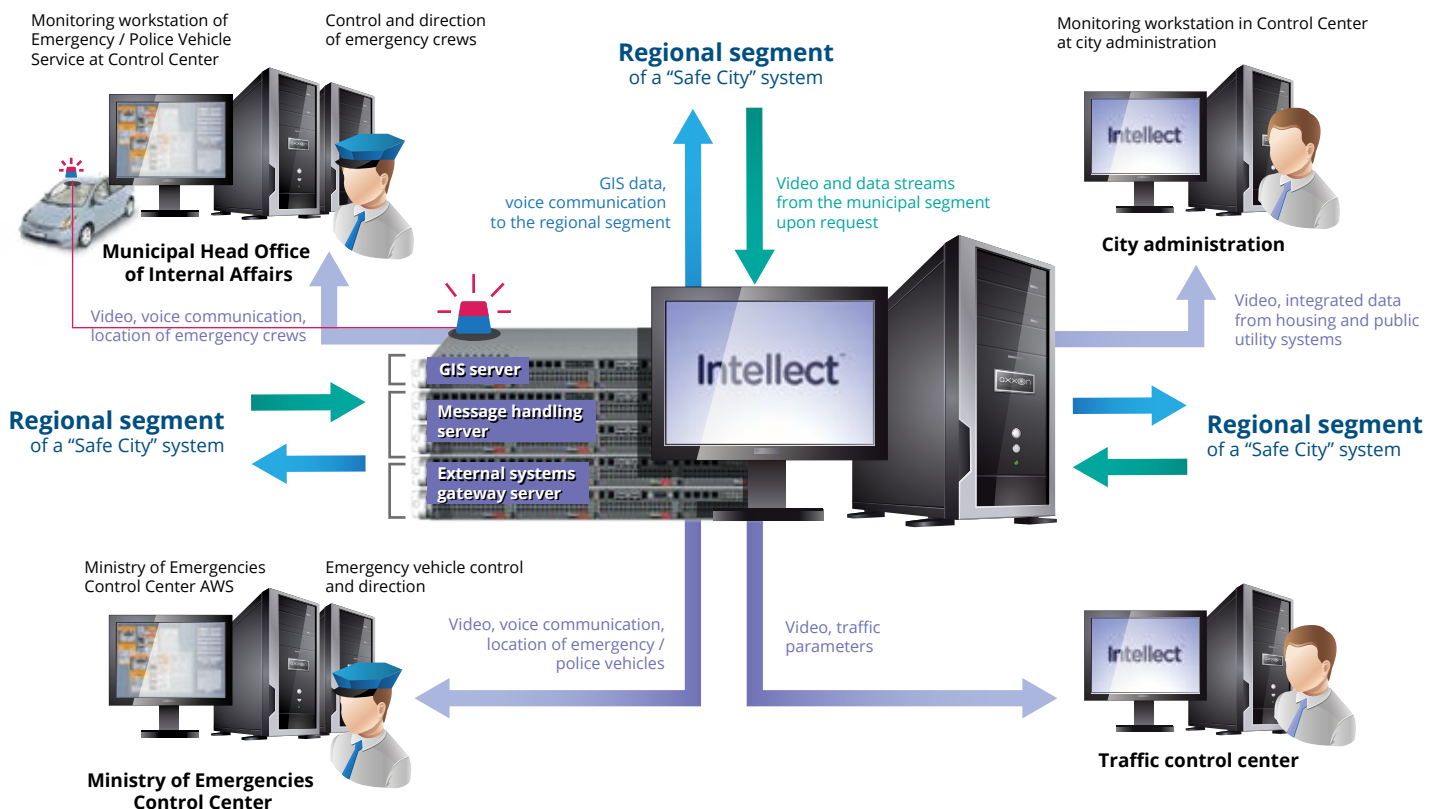 Monitoring workstation of
Emergency / Police Vehicle
Service at Control Center
Control and direction
of emergency crews
Regional segment
of a “Safe City” system
Monitoring workstation in Control Center
at city administration
Intellect
GIS data,
voice communication
to the regional segment
Video and data streams
from the municipal segment
upon request
Municipal Head Office
of Internal Affairs
City administration
Video, voice communication,
location of emergency crews
Video, integrated data
from housing and public
utility systems
GIS server
Message handling
server
External systems
gateway server
Intellect
axxon
Regional segment
of a “Safe City” system
Regional segment
of a “Safe City” system
Ministry of Emergencies
Control Center AWS
Emergency vehicle control
and direction
Video, voice communication,
location of emergency /
police vehicles
Video, traffic
parameters
Intellect
Ministry of Emergencies
Control Center
Traffic control center